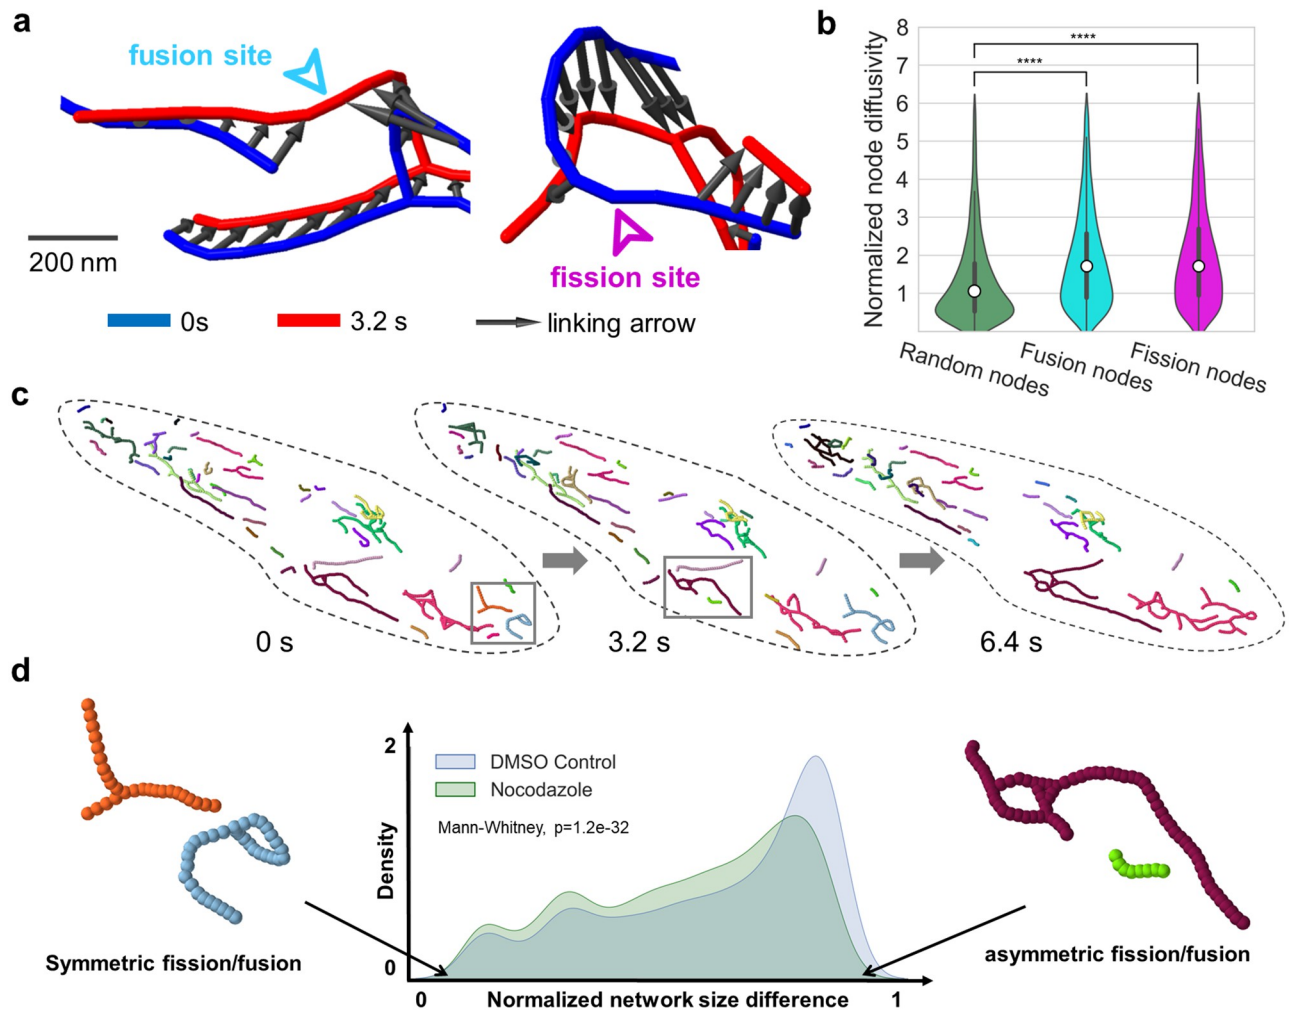 a
fusion site
fission site
200 nm
0s
3.2 s
linking arrow
b
8
7
6
5
4
3
2
1
Normalized node diffusivity
****
****
Random nodes
Fusion nodes
Fission nodes
c
0 s
3.2 s
6.4 s
d
Symmetric fission/fusion
2
0
Density
DMSO Control
Nocodazole
Mann-Whitney, p=1.2e-32
0
Normalized network size difference
1
asymmetric fission/fusion